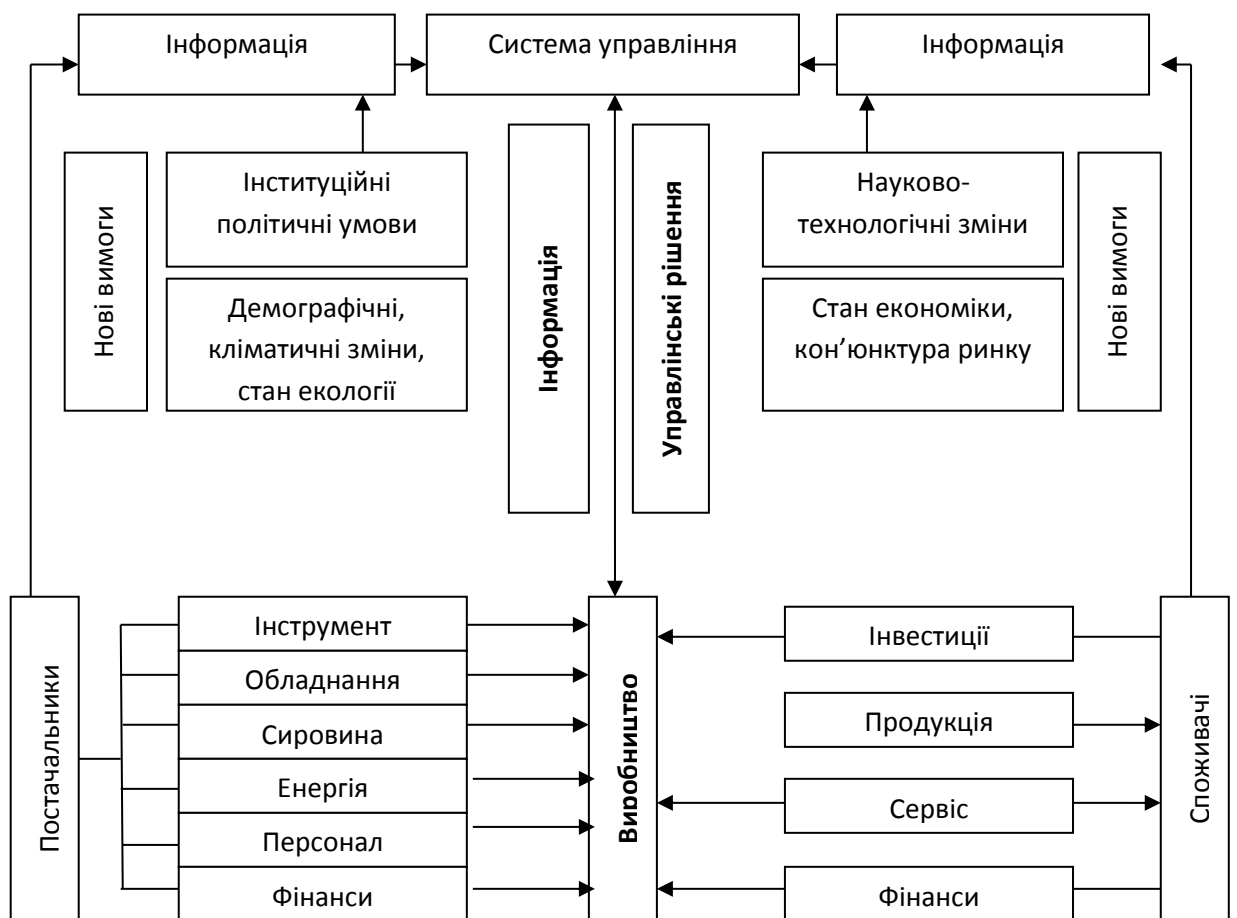 Інформація
Система управління
Інформація
Нові вимоги
Інституційні
політичні умови
Демографічні,
кліматичні зміни,
стан екології
Інформація
Управлінські рішення
Науково-
технологічні зміни
Стан економіки,
кон’юнктура ринку
Нові вимоги
Постачальники
Інструмент
Обладнання
Сировина
Енергія
Персонал
Фінанси
Виробництво
Інвестиції
Продукція
Сервіс
Фінанси
Споживачі